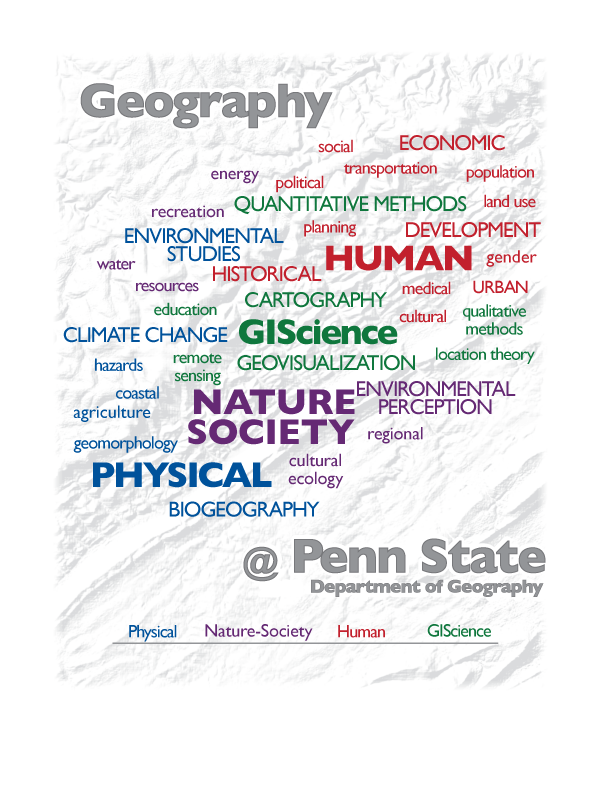 Geography
social ECONOMIC
energy political transportation population
recreation QUANTITATIVE METHODS land use
ENVIRONMENTAL STUDIES planning DEVELOPMENT
water HISTORICAL HUMAN gender
resources CARTOGRAPHY medical URBAN
education cultural qualitative methods
CLIMATE CHANGE GIScience
hazards remote sensing GEOVISUALIZATION location theory
coastal NATURE SOCIETY ENVIRONMENTAL PERCEPTION
agriculture
geomorphology regional
PHYSICAL cultural ecology
BIOGEOGRAPHY
@ Penn State
Department of Geography
Physical Nature-Society Human GIScience